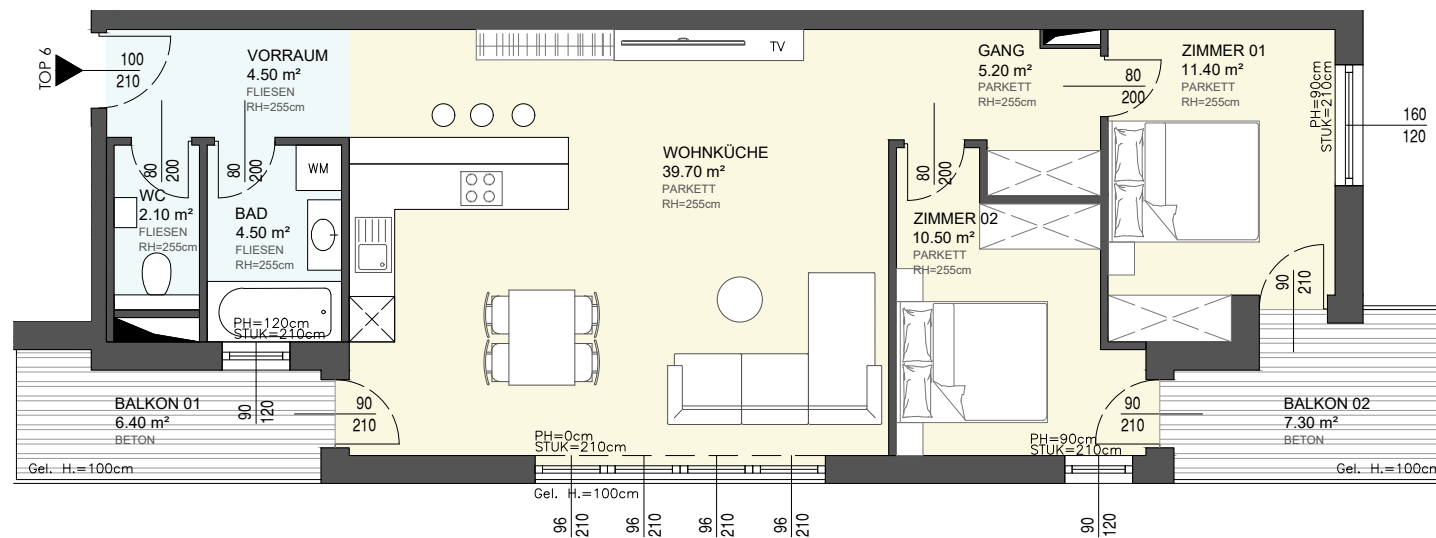 TOP 6
100
210
VORRAUM
4.50 m²
FLIESEN
RH=255cm
TV
GANG
5.20 m²
PARKETT
RH=255cm
80
200
ZIMMER 01
11.40 m²
PARKETT
RH=255cm
PH=90cm
STUK=210cm
160
120
80
200
WC
2.10 m²
FLIESEN
RH=255cm
80
200
WM
BAD
4.50 m²
FLIESEN
RH=255cm
PH=120cm
STUK=210cm
90
120
WOHNKÜCHE
39.70 m²
PARKETT
RH=255cm
80
200
ZIMMER 02
10.50 m²
PARKETT
RH=255cm
90
210
BALKON 01
6.40 m²
BETON
Gel. H.=100cm
90
210
PH=0cm
STUK=210cm
Gel. H.=100cm
96
210
96
210
96
210
96
210
PH=90cm
STUK=210cm
90
120
90
210
BALKON 02
7.30 m²
BETON
Gel. H.=100cm